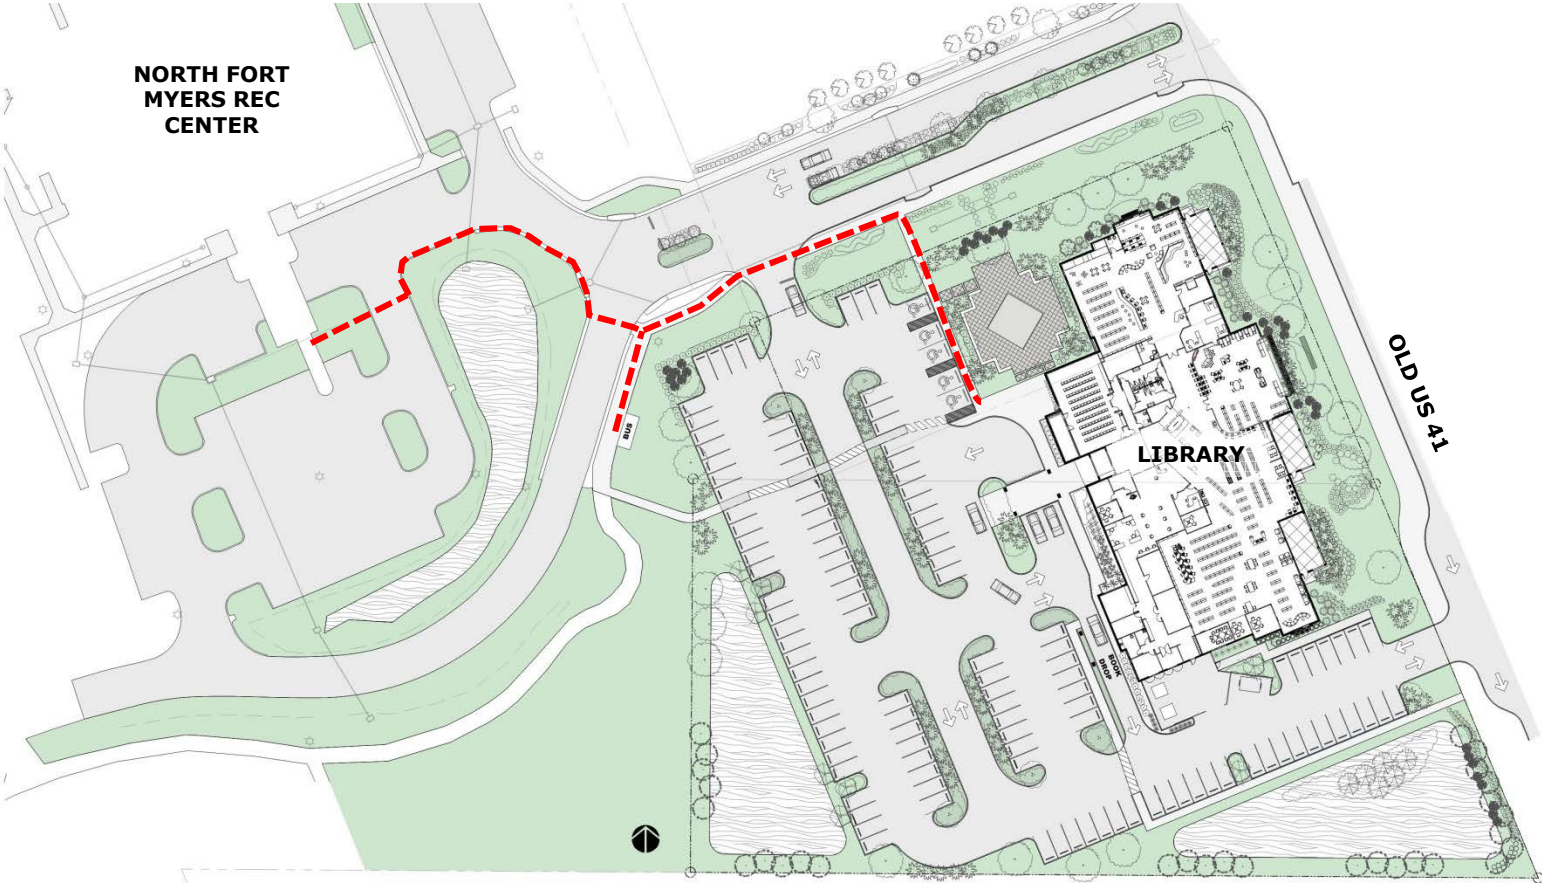 NORTH FORT
MYERS REC
CENTER
OLD US 41
BUS
LIBRARY
BOOK
DROP